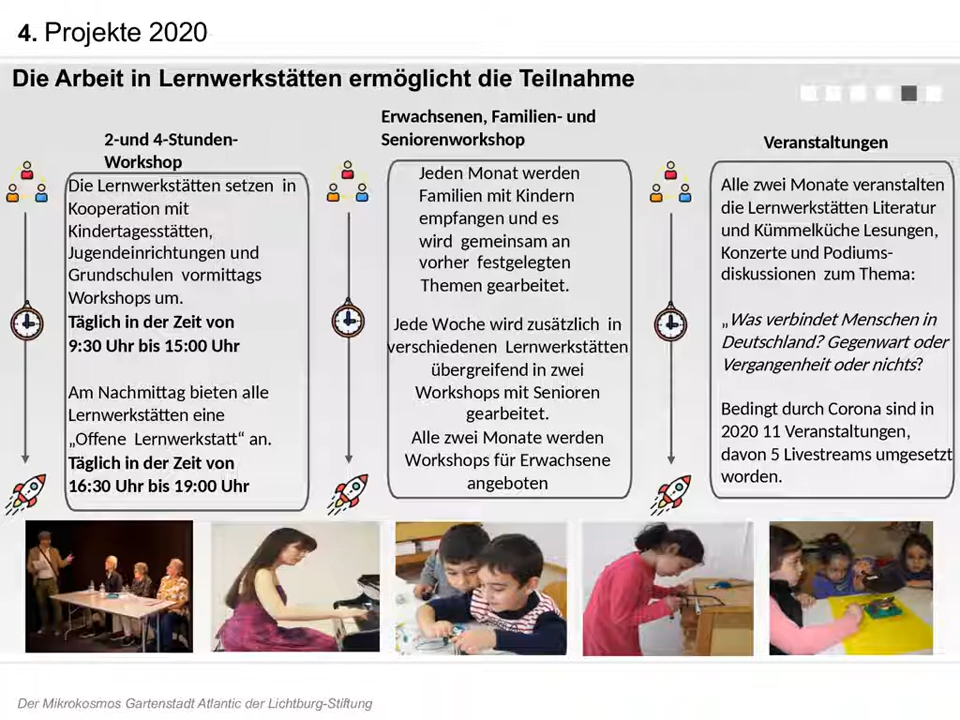 4. Projekte 2020
Die Arbeit in Lernwerkstätten ermöglicht die Teilnahme
2-und 4-Stunden-
Workshop
Die Lernwerkstätten setzen in
Kooperation mit
Kindertagesstätten,
Jugendeinrichtungen und
Grundschulen vormittags
Workshops um.
Täglich in der Zeit von
9:30 Uhr bis 15:00 Uhr
Am Nachmittag bieten alle
Lernwerkstätten eine
„Offene Lernwerkstatt“ an.
Täglich in der Zeit von
16:30 Uhr bis 19:00 Uhr
Erwachsenen, Familien- und
Seniorenworkshop
Jeden Monat werden
Familien mit Kindern
empfangen und es
wird gemeinsam an
vorher festgelegten
Themen gearbeitet.
Jede Woche wird zusätzlich in
verschiedenen Lernwerkstätten
übergreifend in zwei
Workshops mit Senioren
gearbeitet.
Alle zwei Monate werden
Workshops für Erwachsene
angeboten
Veranstaltungen
Alle zwei Monate veranstalten
die Lernwerkstätten Literatur
und Kümmelküche Lesungen,
Konzerte und Podiums-
diskussionen zum Thema:
„Was verbindet Menschen in
Deutschland? Gegenwart oder
Vergangenheit oder nichts?
Bedingt durch Corona sind in
2020 11 Veranstaltungen,
davon 5 Livestreams umgesetzt
worden.
Der Mikrokosmos Gartenstadt Atlantic der Lichtburg-Stiftung